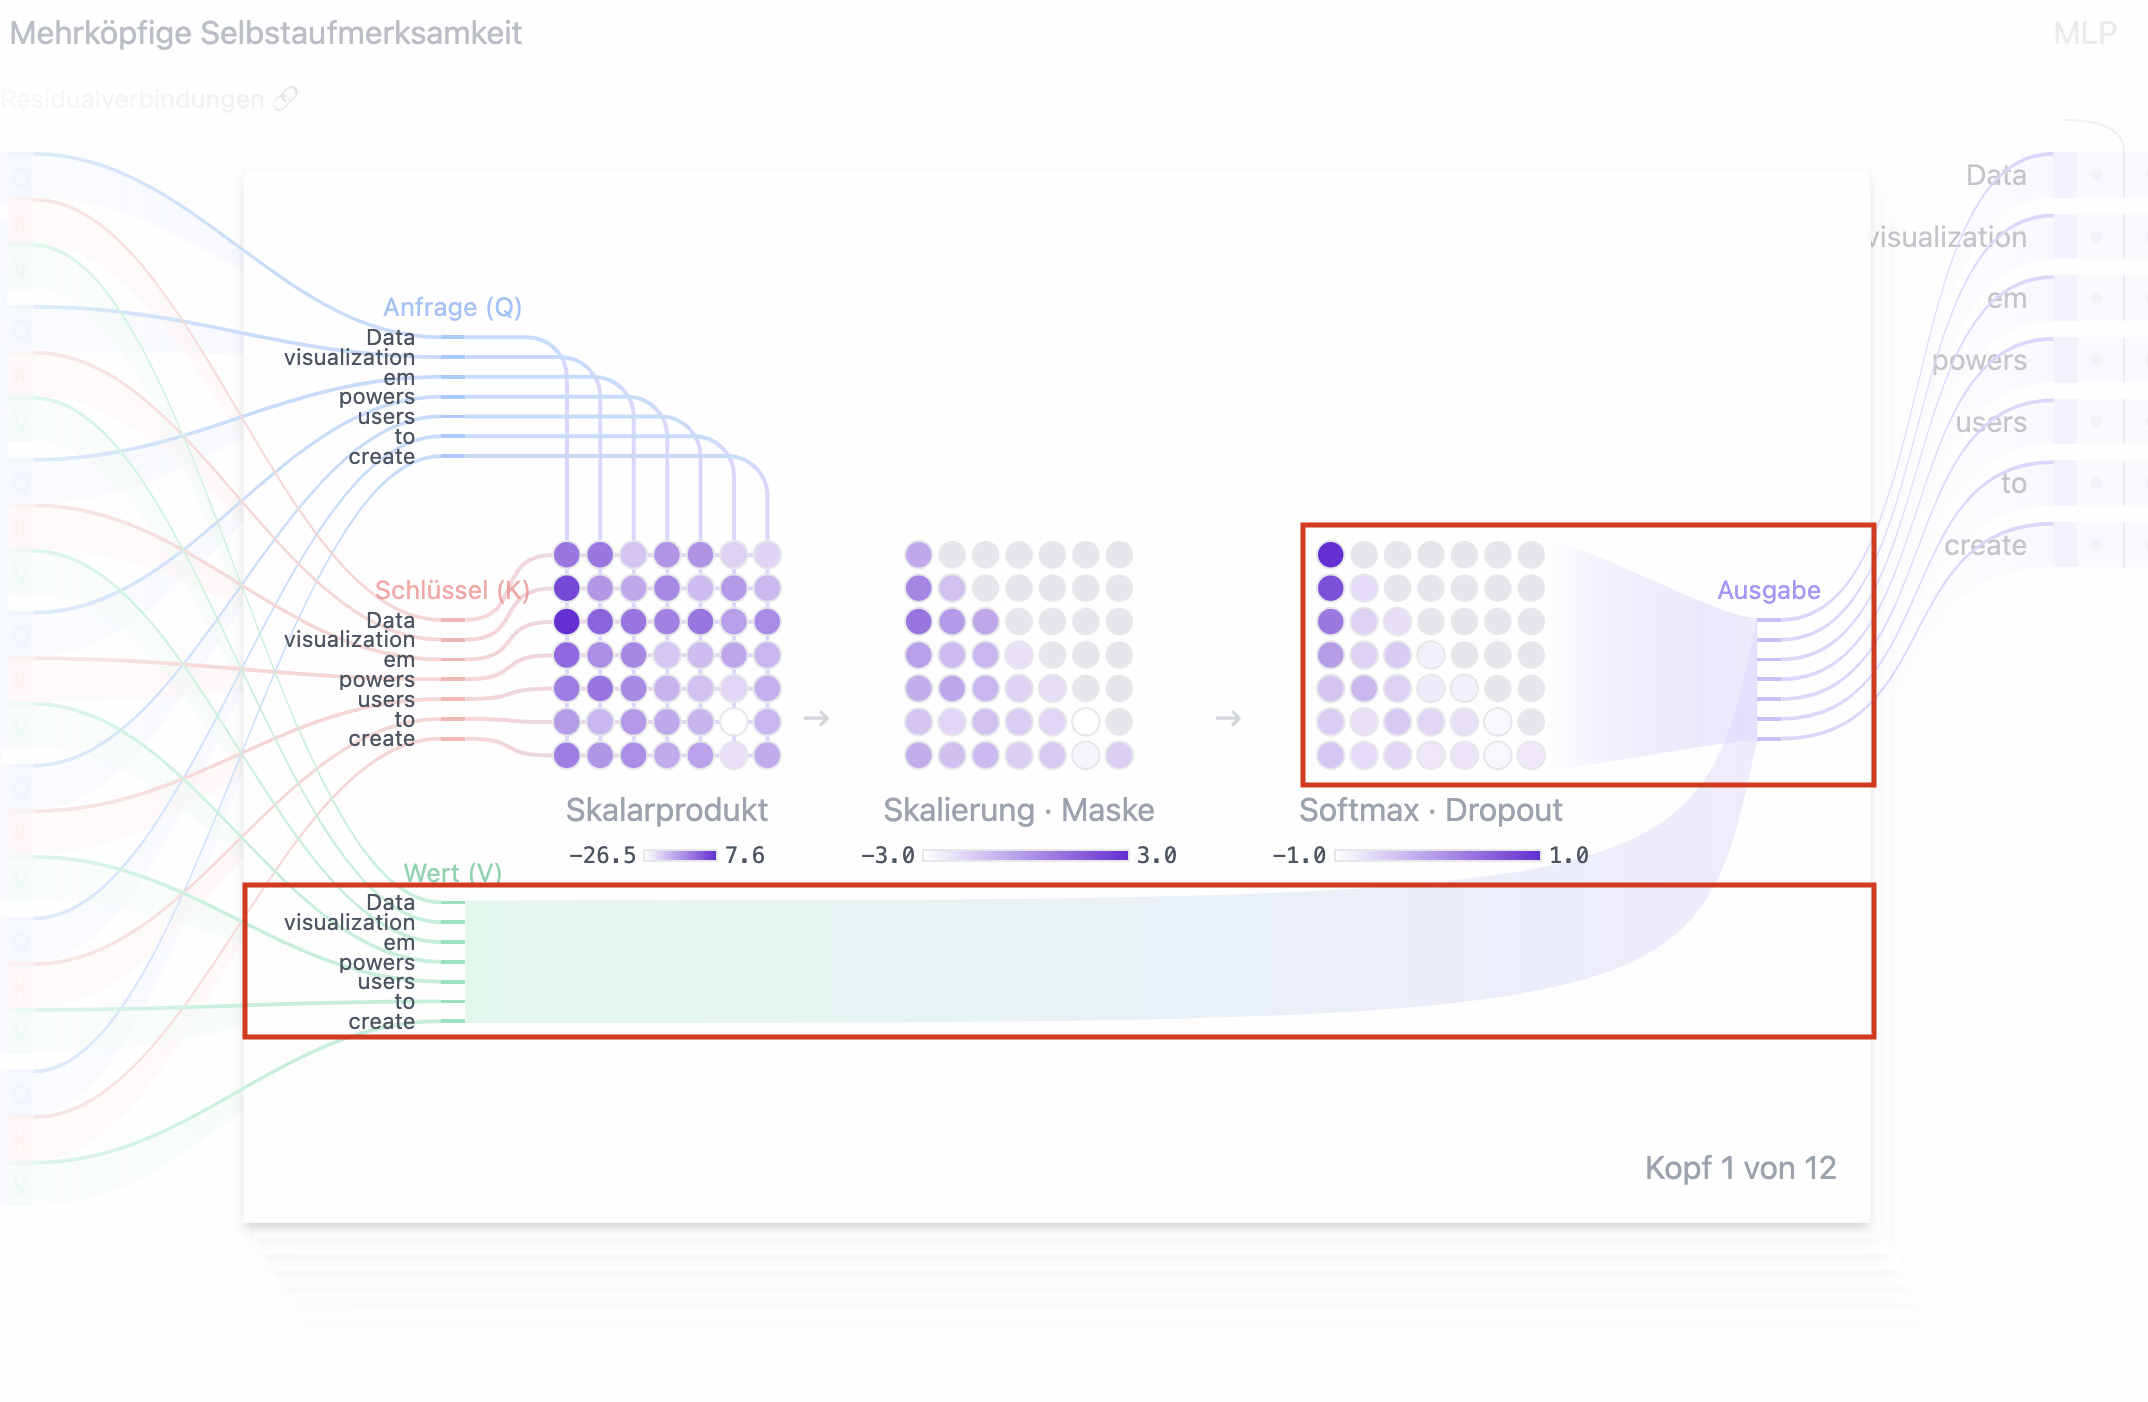 Mehrköpfige Selbstaufmerksamkeit
MLP
Residualverbindungen
Anfrage (Q)
Data
visualization
em
powers
users
to
create
Schlüssel (K)
Data
visualization
em
powers
users
to
create
Skalarprodukt
-26.5 7.6
→
Skalierung · Maske
-3.0 3.0
→
Softmax · Dropout
-1.0 1.0
Ausgabe
Wert (V)
Data
visualization
em
powers
users
to
create
Kopf 1 von 12
Data
visualization
em
powers
users
to
create